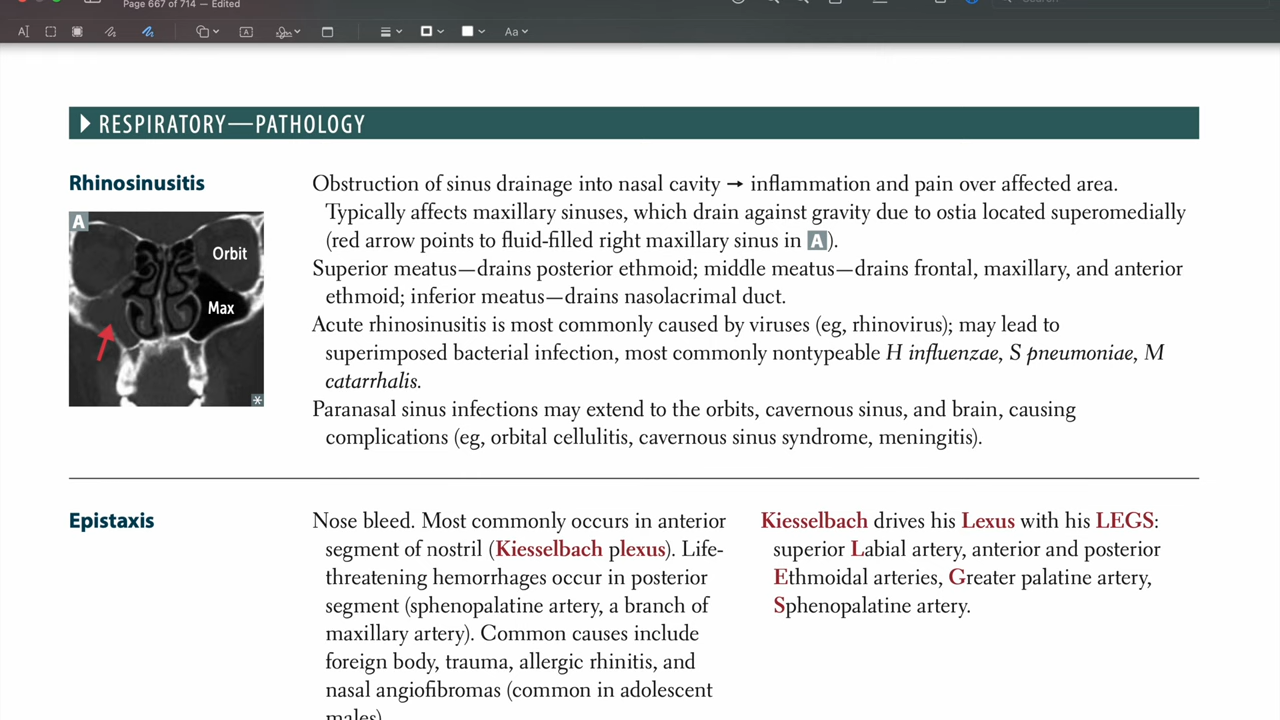 Page 667 of 714 — Edited
Aa
RESPIRATORY—PATHOLOGY
Rhinosinusitis
A
Orbit
Max
Obstruction of sinus drainage into nasal cavity → inflammation and pain over affected area.
Typically affects maxillary sinuses, which drain against gravity due to ostia located superomedially
(red arrow points to fluid-filled right maxillary sinus in A).
Superior meatus—drains posterior ethmoid; middle meatus—drains frontal, maxillary, and anterior
ethmoid; inferior meatus—drains nasolacrimal duct.
Acute rhinosinusitis is most commonly caused by viruses (eg, rhinovirus); may lead to
superimposed bacterial infection, most commonly nontypeable H influenzae, S pneumoniae, M
catarrhalis.
Paranasal sinus infections may extend to the orbits, cavernous sinus, and brain, causing
complications (eg, orbital cellulitis, cavernous sinus syndrome, meningitis).
Epistaxis
Nose bleed. Most commonly occurs in anterior
segment of nostril (Kiesselbach plexus). Life-
threatening hemorrhages occur in posterior
segment (sphenopalatine artery, a branch of
maxillary artery). Common causes include
foreign body, trauma, allergic rhinitis, and
nasal angiofibromas (common in adolescent
males).
Kiesselbach drives his Lexus with his LEGS:
superior Labial artery, anterior and posterior
Ethmoidal arteries, Greater palatine artery,
Sphenopalatine artery.